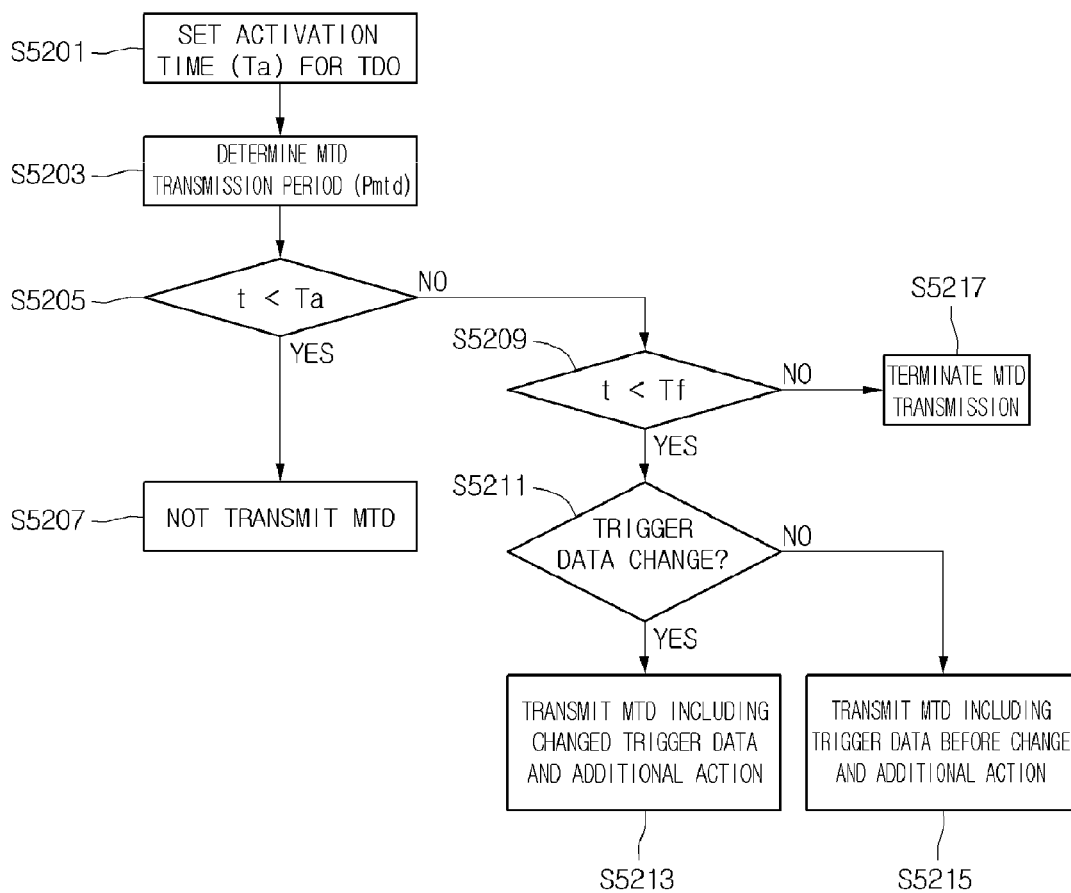 S5201
SET ACTIVATION
TIME (Ta) FOR TDO
S5203
DETERMINE MTD
TRANSMISSION PERIOD (Pmtd)
S5205
t < Ta
NO
YES
S5207
NOT TRANSMIT MTD
S5209
t < Tf
NO
YES
S5217
TERMINATE MTD
TRANSMISSION
S5211
TRIGGER
DATA CHANGE?
NO
YES
TRANSMIT MTD INCLUDING
CHANGED TRIGGER DATA
AND ADDITIONAL ACTION
S5213
TRANSMIT MTD INCLUDING
TRIGGER DATA BEFORE CHANGE
AND ADDITIONAL ACTION
S5215